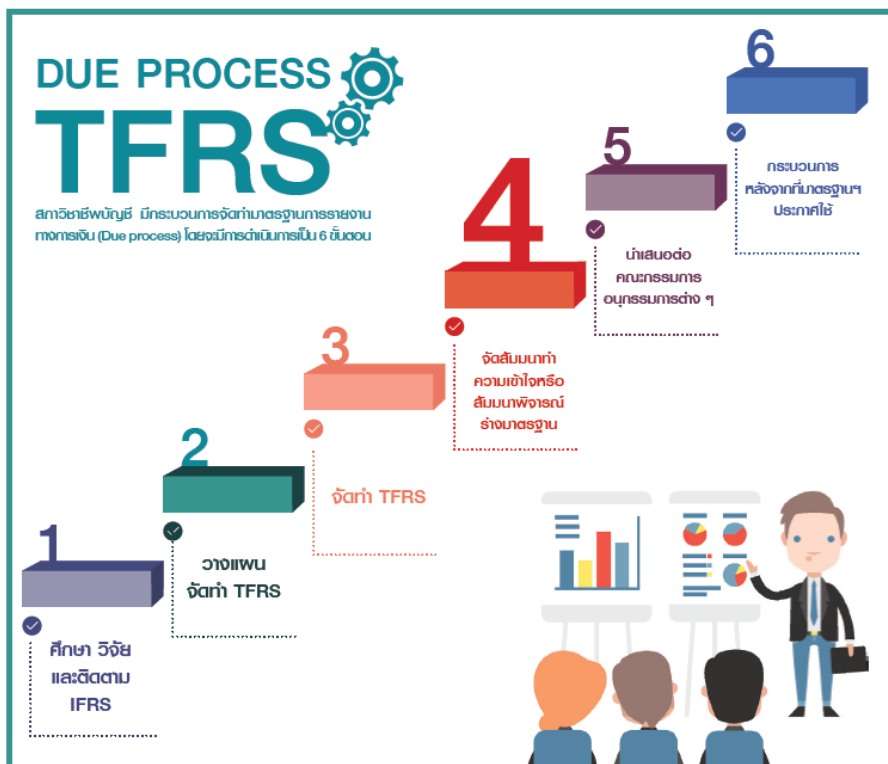 DUE PROCESS
TFRS
สภาวิชาชีพบัญชี มีกระบวนการจัดทำมาตรฐานการรายงาน
ทางการเงิน (Due process) โดยจะมีการดำเนินการเป็น 6 ขั้นตอน
1
ศึกษา วิจัย
และติดตาม
IFRS
2
วางแผน
จัดทำ TFRS
3
จัดทำ TFRS
4
จัดสัมมนาทำ
ความเข้าใจหรือ
สัมมนาพิจารณ์
ร่างมาตรฐาน
5
นำเสนอต่อ
คณะกรรมการ
อนุกรรมการต่าง ๆ
6
กระบวนการ
หลังจากที่มาตรฐานฯ
ประกาศใช้